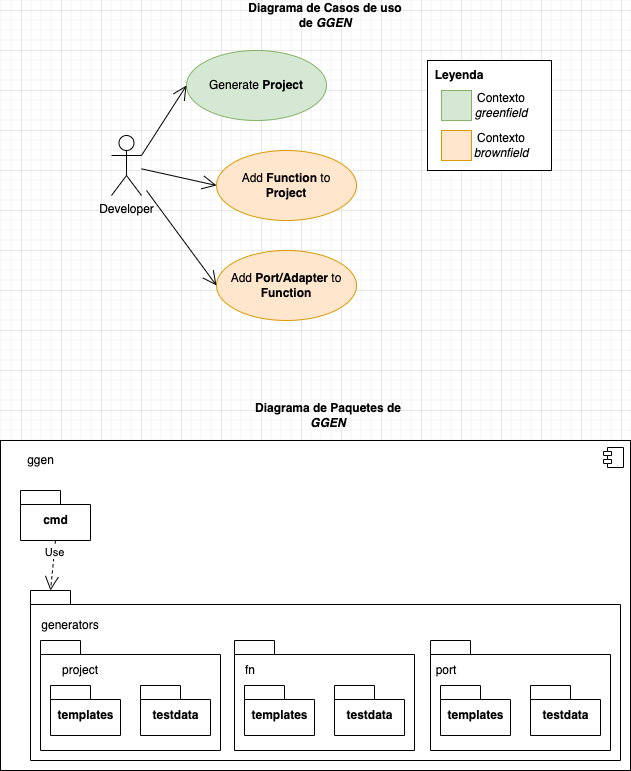 Diagrama de Casos de uso
de GGEN
Generate Project
Leyenda
Contexto
greenfield
Contexto
brownfield
Developer
Add Function to
Project
Add Port/Adapter to
Function
Diagrama de Paquetes de
GGEN
ggen
cmd
Use
generators
project
templates
testdata
fn
templates
testdata
port
templates
testdata